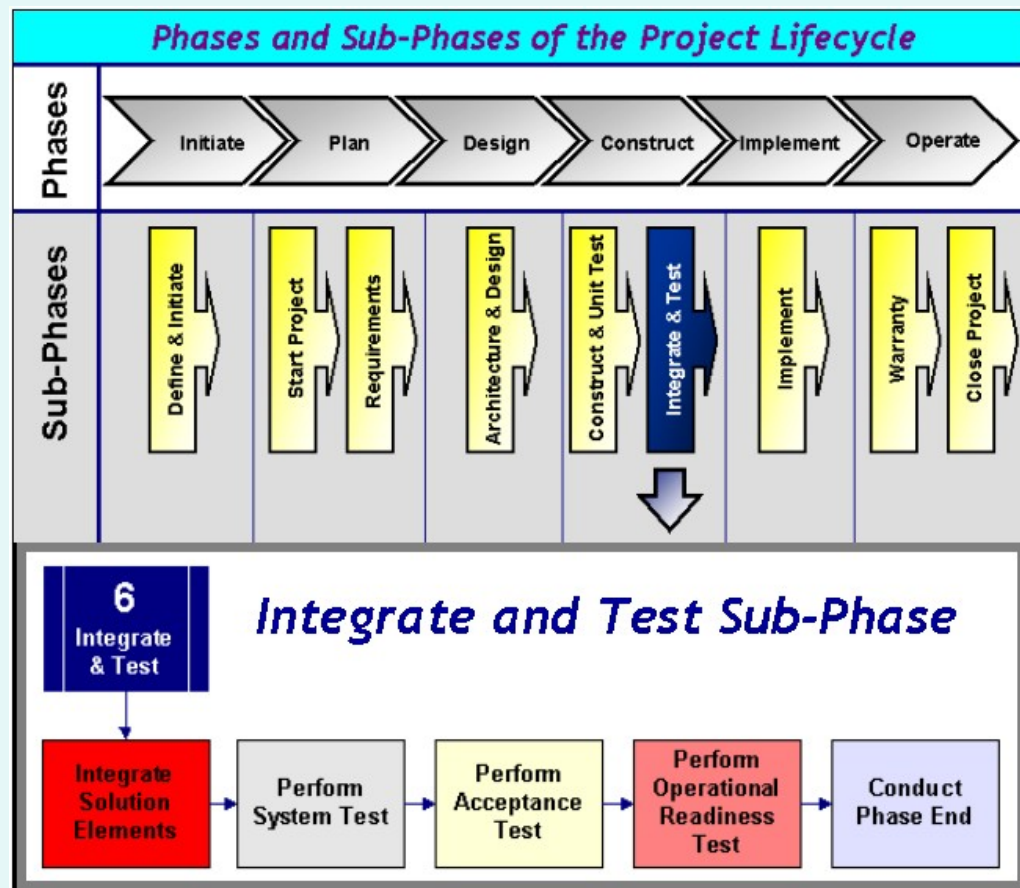 Phases and Sub-Phases of the Project Lifecycle
Phases
Initiate
Plan
Design
Construct
Implement
Operate
Sub-Phases
Define & Initiate
Start Project
Requirements
Architecture & Design
Construct & Unit Test
Integrate & Test
Implement
Warranty
Close Project
6
Integrate
& Test
Integrate and Test Sub-Phase
Integrate
Solution
Elements
Perform
System Test
Perform
Acceptance
Test
Perform
Operational
Readiness
Test
Conduct
Phase End